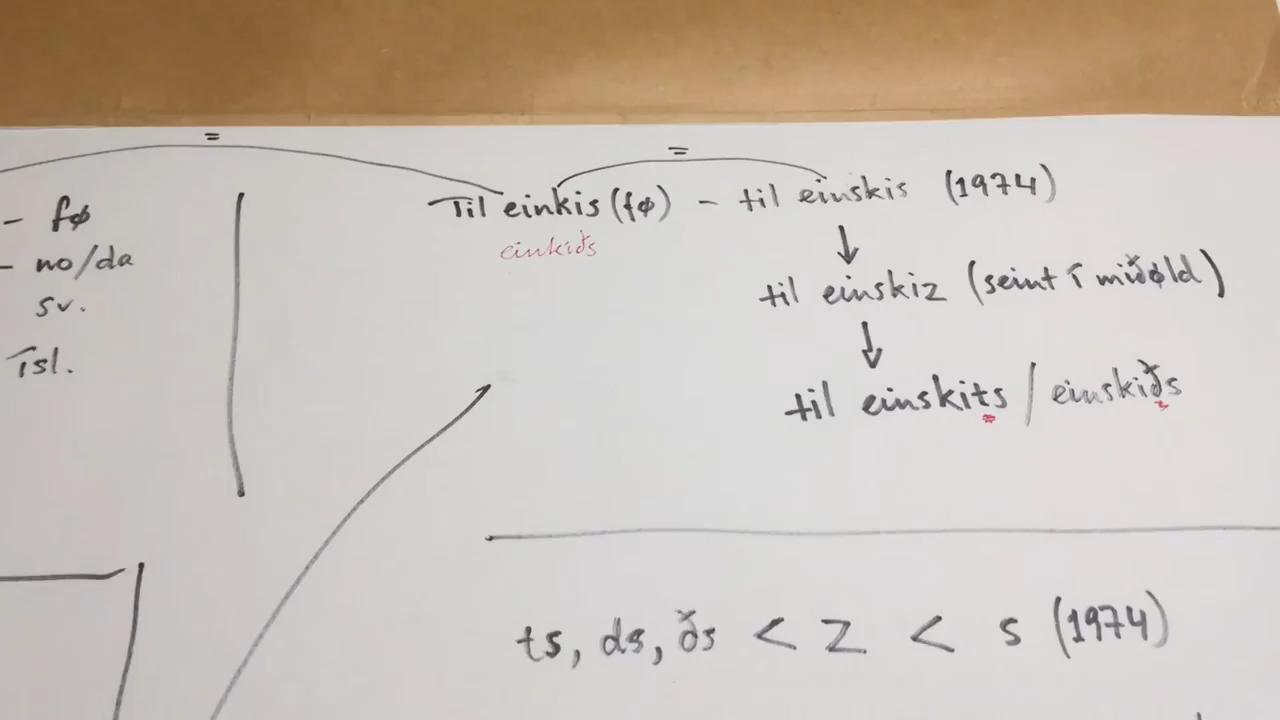 =
=
- fø
- no/da
sv.
Ísl.
Til einkis (fø) - til einskis (1974)
einkiðs
↓
til einskiz (seint í miðøld)
↓
til einskits / einskiðs
ts, ds, ðs < z < s (1974)